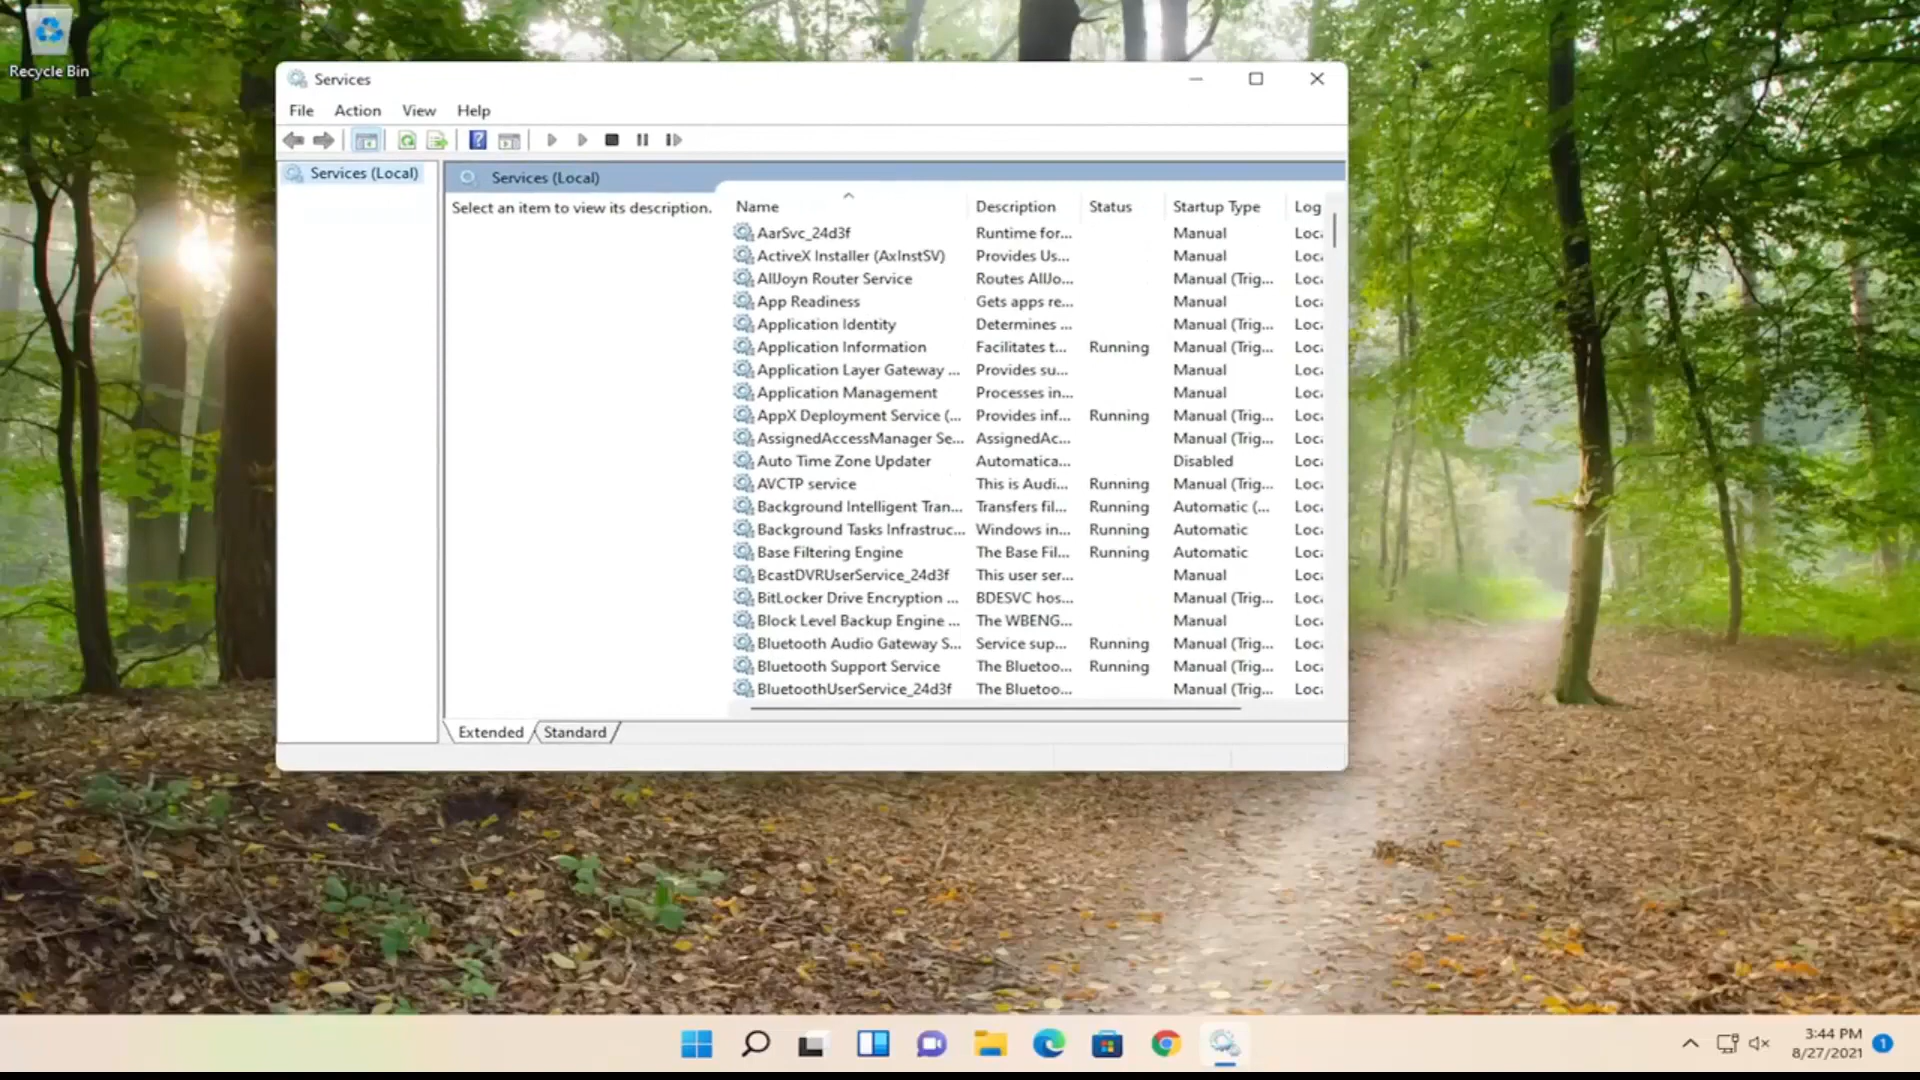 Recycle Bin
Services
File Action View Help
Services (Local)
Services (Local)
Select an item to view its description.
Name Description Status Startup Type Log
AarSvc_24d3f Runtime for... Manual Loc
ActiveX Installer (AxInstSV) Provides Us... Manual Loc
AllJoyn Router Service Routes AllJo... Manual (Trig... Loc
App Readiness Gets apps re... Manual Loc
Application Identity Determines ... Manual (Trig... Loc
Application Information Facilitates t... Running Manual (Trig... Loc
Application Layer Gateway ... Provides su... Manual Loc
Application Management Processes in... Manual Loc
AppX Deployment Service (... Provides inf... Running Manual (Trig... Loc
AssignedAccessManager Se... AssignedAc... Manual (Trig... Loc
Auto Time Zone Updater Automatica... Disabled Loc
AVCTP service This is Audi... Running Manual (Trig... Loc
Background Intelligent Tran... Transfers fil... Running Automatic (... Loc
Background Tasks Infrastruc... Windows in... Running Automatic Loc
Base Filtering Engine The Base Fil... Running Automatic Loc
BcastDVRUserService_24d3f This user ser... Manual Loc
BitLocker Drive Encryption ... BDESVC hos... Manual (Trig... Loc
Block Level Backup Engine ... The WBENG... Manual Loc
Bluetooth Audio Gateway S... Service sup... Running Manual (Trig... Loc
Bluetooth Support Service The Bluetoo... Running Manual (Trig... Loc
BluetoothUserService_24d3f The Bluetoo... Manual (Trig... Loc
Extended Standard
3:44 PM
8/27/2021
1